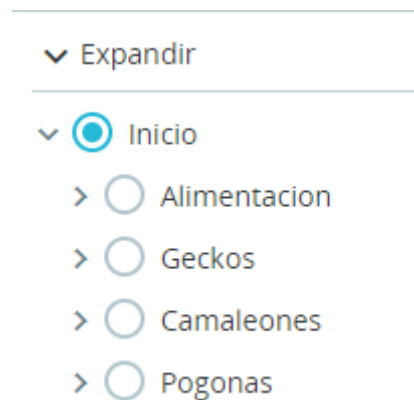 Expandir
Inicio
Alimentacion
Geckos
Camaleones
Pogonas